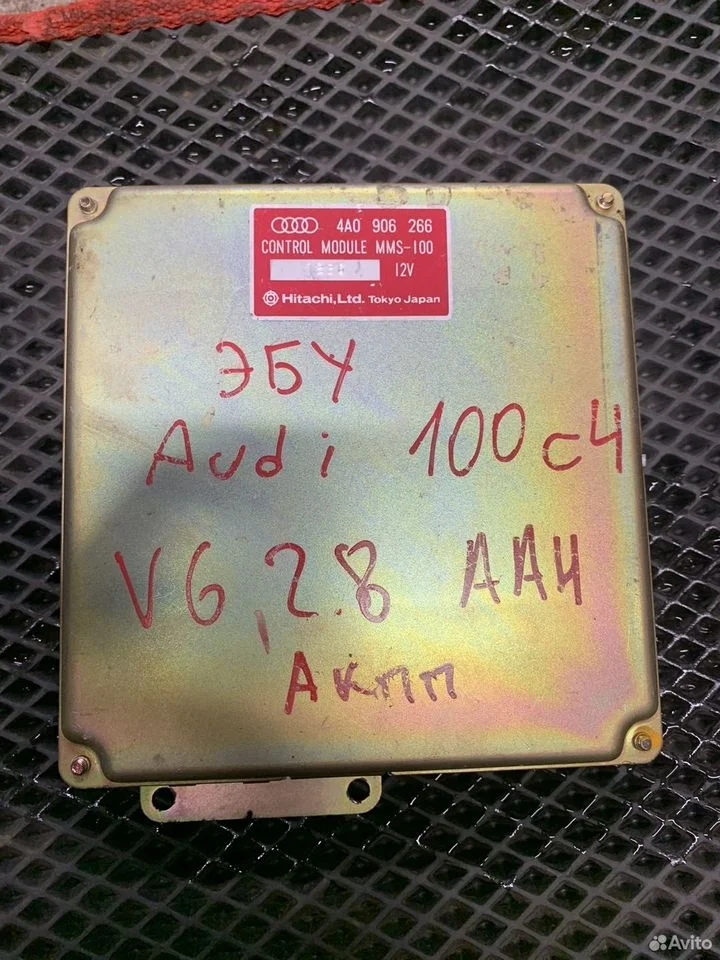 4A0 906 266
CONTROL MODULE MMS-100
12V
Hitachi, Ltd. Tokyo Japan
ЭБУ
Audi 100 c4
V6, 2.8 AAH
Акпп
Avito